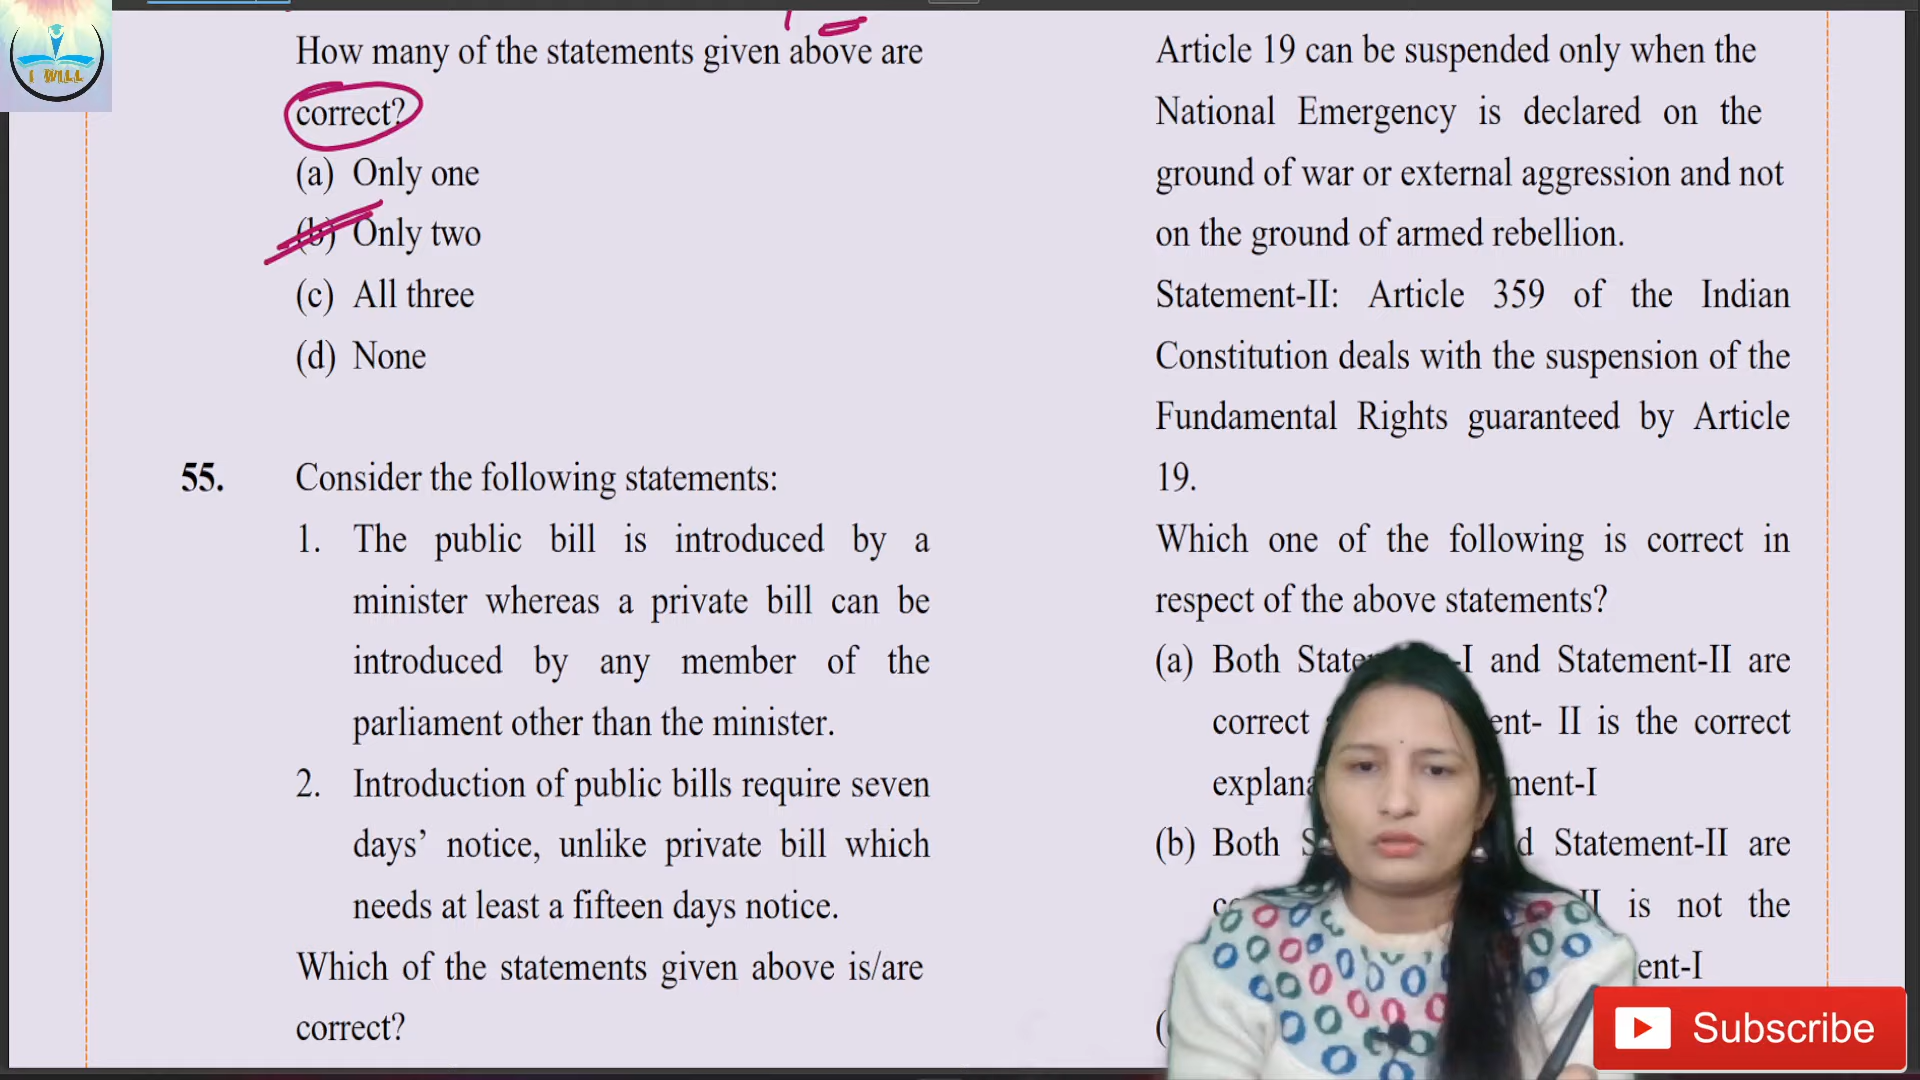 I WILL
How many of the statements given above are
correct?
(a) Only one
(b) Only two
(c) All three
(d) None
55. Consider the following statements:
1. The public bill is introduced by a
minister whereas a private bill can be
introduced by any member of the
parliament other than the minister.
2. Introduction of public bills require seven
days’ notice, unlike private bill which
needs at least a fifteen days notice.
Which of the statements given above is/are
correct?
Article 19 can be suspended only when the
National Emergency is declared on the
ground of war or external aggression and not
on the ground of armed rebellion.
Statement-II: Article 359 of the Indian
Constitution deals with the suspension of the
Fundamental Rights guaranteed by Article
19.
Which one of the following is correct in
respect of the above statements?
(a) Both -I and Statement-II are
correct II is the correct
(b) Both Statement-II are
II is not the
Subscribe